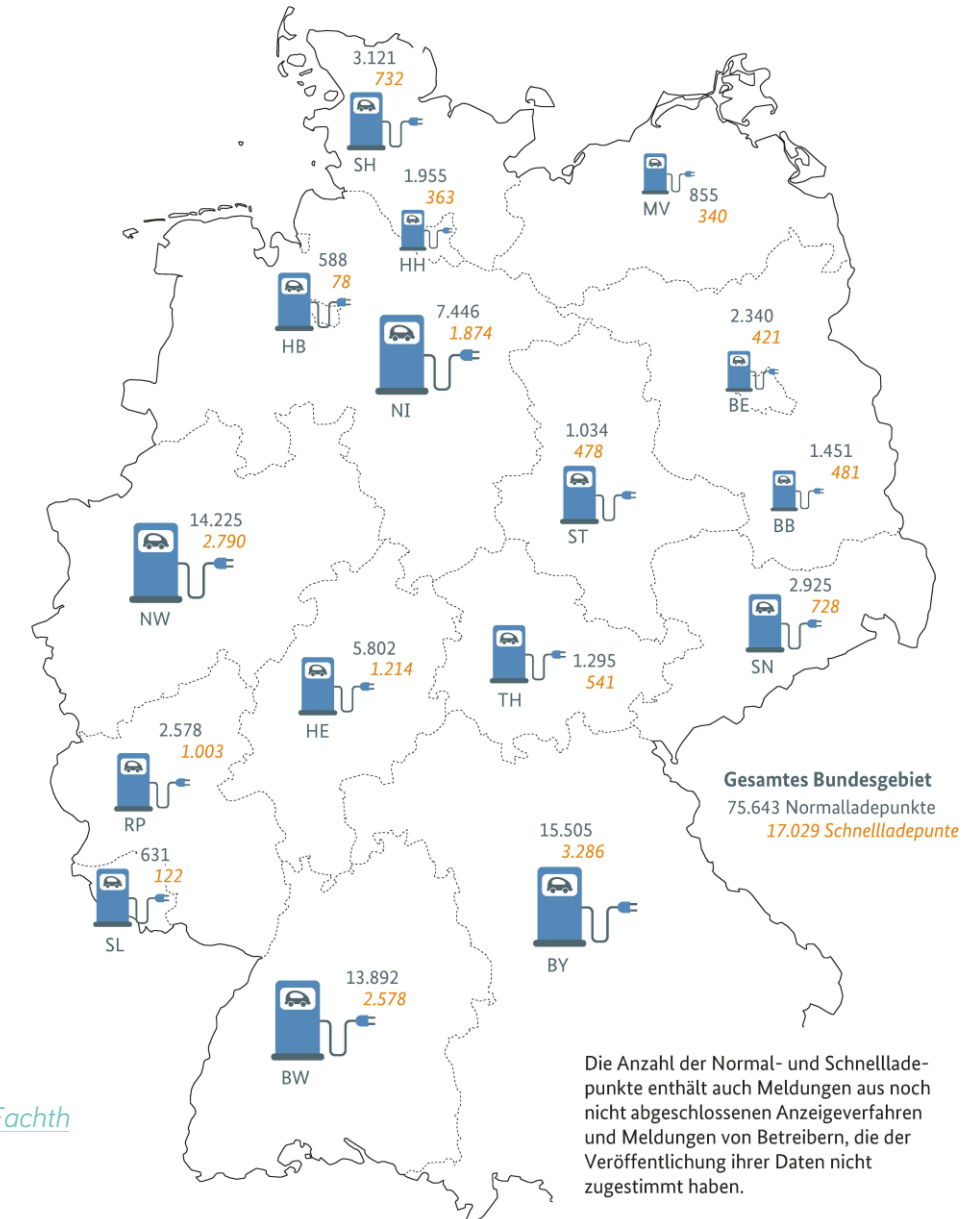 3.121
732
SH
1.955
363
HH
855
340
MV
588
78
HB
7.446
1.874
NI
2.340
421
BE
1.034
478
ST
1.451
481
BB
14.225
2.790
NW
2.925
728
SN
5.802
1.214
HE
1.295
541
TH
2.578
1.003
RP
Gesamtes Bundesgebiet
75.643 Normalladepunkte
17.029 Schnellladepunte
15.505
3.286
BY
631
122
SL
13.892
2.578
BW
Die Anzahl der Normal- und Schnelllade-
punkte enthält auch Meldungen aus noch
nicht abgeschlossenen Anzeigeverfahren
und Meldungen von Betreibern, die der
Veröffentlichung ihrer Daten nicht
zugestimmt haben.